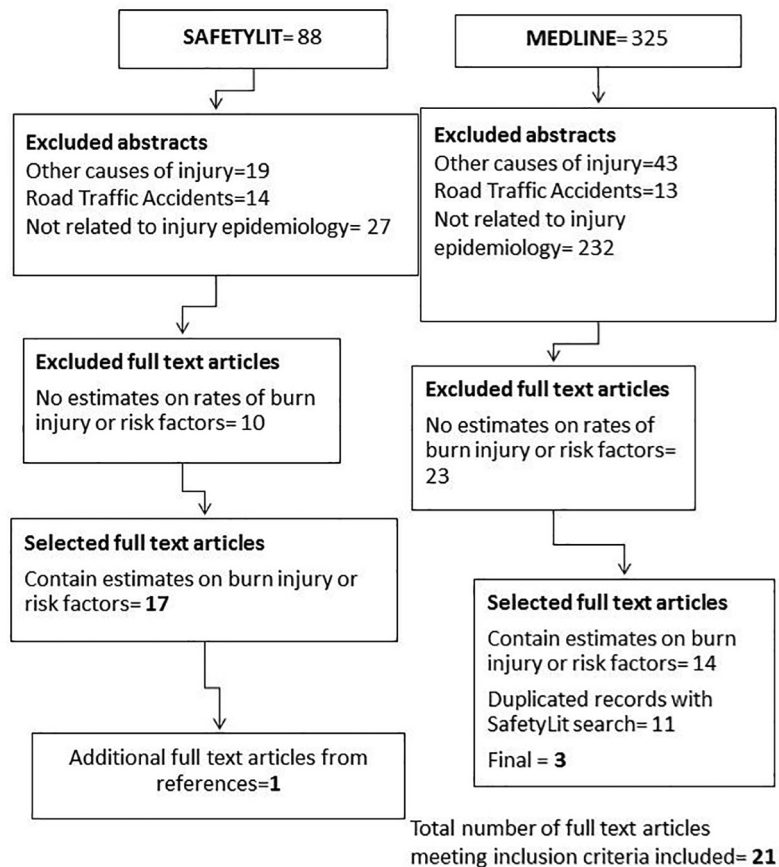 SAFETYLIT= 88
MEDLINE= 325
Excluded abstracts
Other causes of injury=19
Road Traffic Accidents=14
Not related to injury epidemiology= 27
Excluded abstracts
Other causes of injury=43
Road Traffic Accidents=13
Not related to injury
epidemiology= 232
Excluded full text articles
No estimates on rates of burn
injury or risk factors= 10
Excluded full text articles
No estimates on rates of
burn injury or risk factors=
23
Selected full text articles
Contain estimates on burn injury or
risk factors= 17
Selected full text articles
Contain estimates on burn
injury or risk factors= 14
Duplicated records with
SafetyLit search= 11
Final = 3
Additional full text articles from
references=1
Total number of full text articles
meeting inclusion criteria included= 21